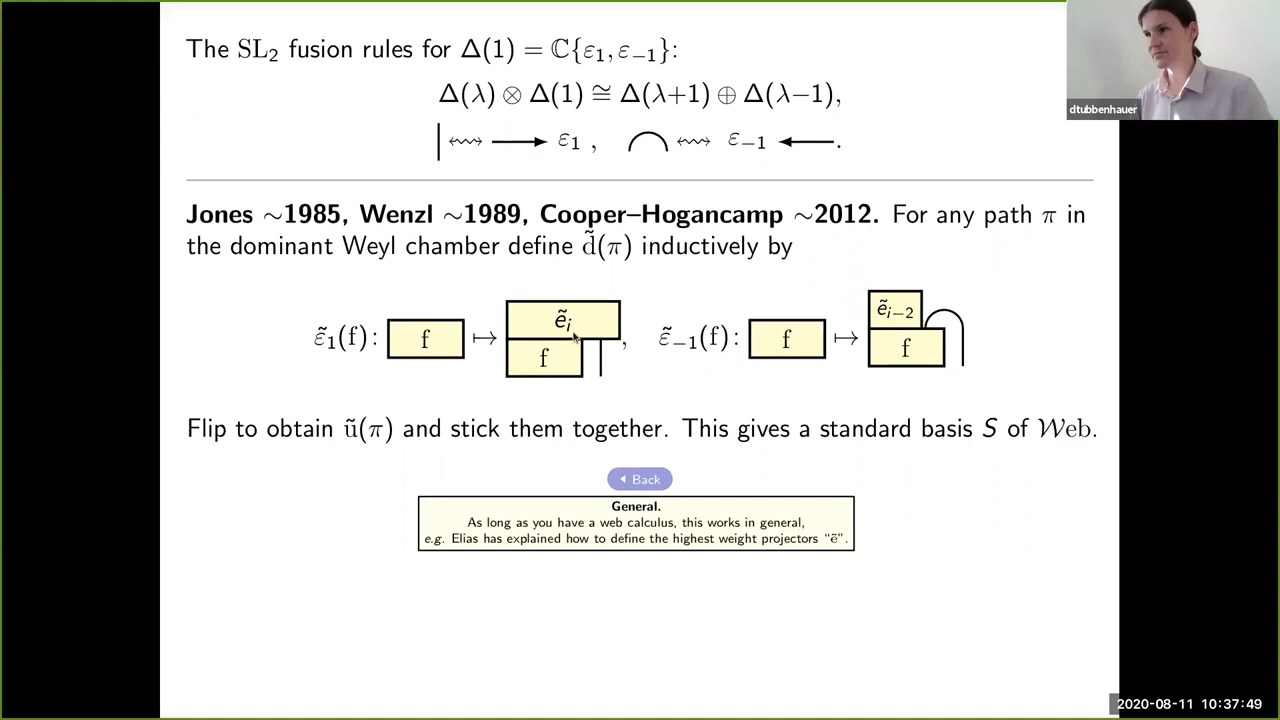 The SL₂ fusion rules for Δ(1) = ℂ{ε₁, ε₋₁}:
dtubbenhauer
Δ(λ) ⊗ Δ(1) ≅ Δ(λ+1) ⊕ Δ(λ−1),
| ↭ ⟶ ε₁ , ∩ ↭ ε₋₁ ⟵.
Jones ∼1985, Wenzl ∼1989, Cooper–Hogancamp ∼2012. For any path π in
the dominant Weyl chamber define d̃(π) inductively by
ε̃₁(f): f ↦ ẽᵢ f , ε̃₋₁(f): f ↦ ẽᵢ₋₂ f
Flip to obtain ũ(π) and stick them together. This gives a standard basis S of 𝒲eb.
Back
General.
As long as you have a web calculus, this works in general,
e.g. Elias has explained how to define the highest weight projectors “ẽ”.
2020-08-11 10:37:49